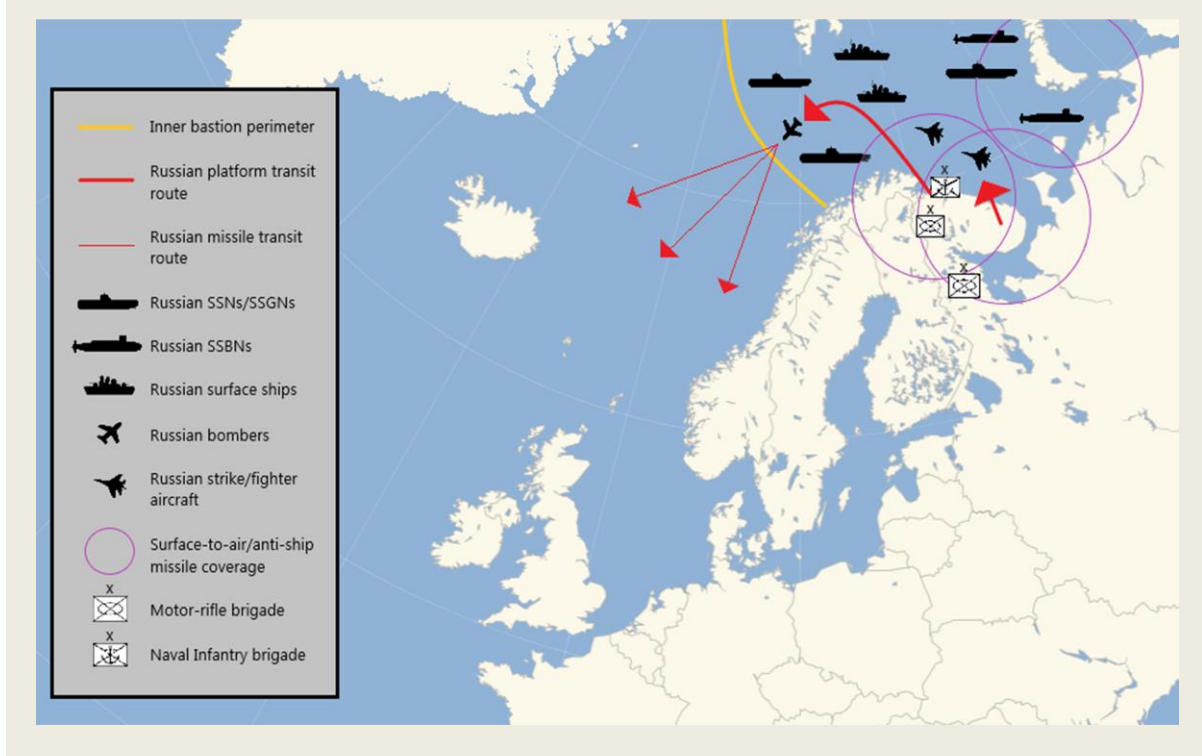 Inner bastion perimeter
Russian platform transit
route
Russian missile transit
route
Russian SSNs/SSGNs
Russian SSBNs
Russian surface ships
Russian bombers
Russian strike/fighter
aircraft
Surface-to-air/anti-ship
missile coverage
X
Motor-rifle brigade
X
Naval Infantry brigade
X
X
X